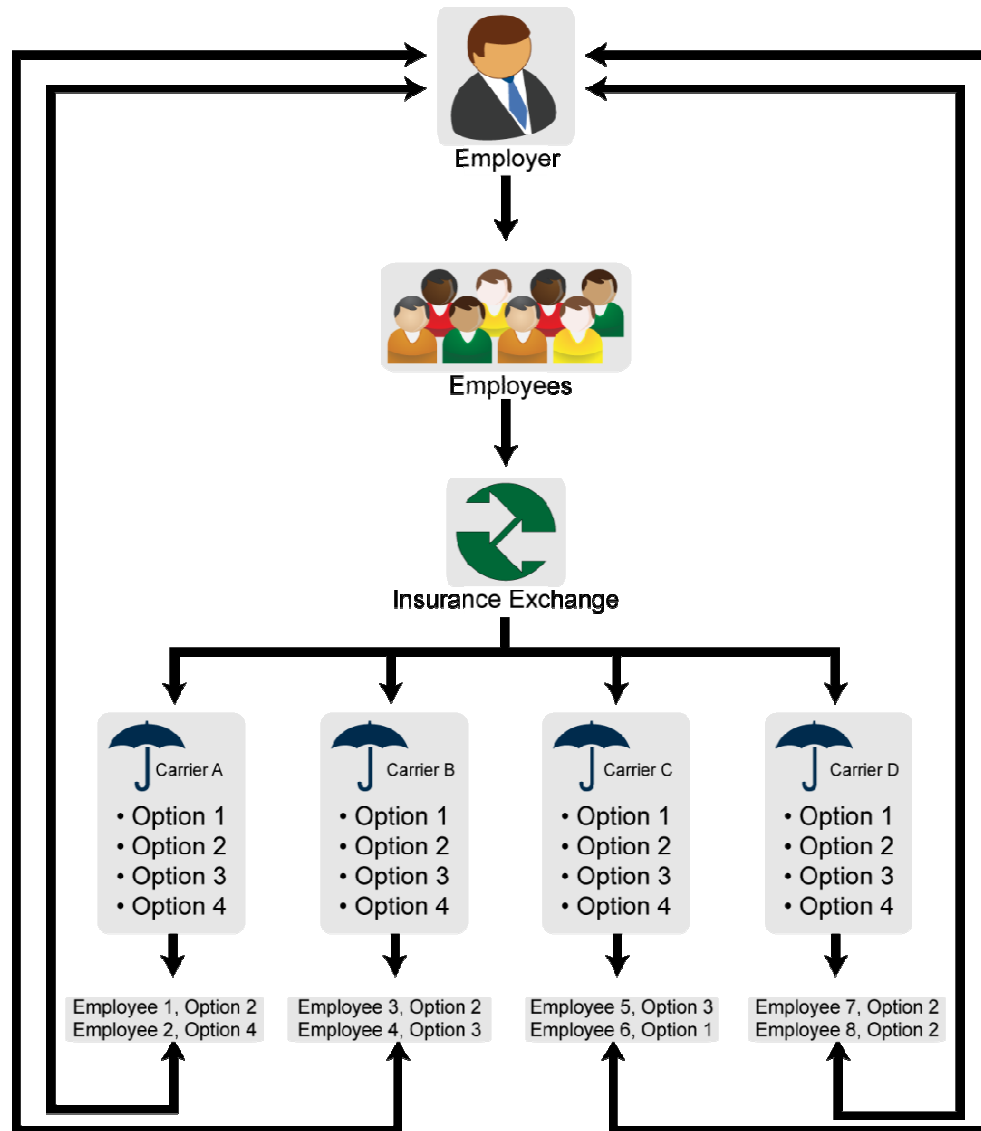 Employer
Employees
Insurance Exchange
Carrier A
• Option 1
• Option 2
• Option 3
• Option 4
Employee 1, Option 2
Employee 2, Option 4
Carrier B
• Option 1
• Option 2
• Option 3
• Option 4
Employee 3, Option 2
Employee 4, Option 3
Carrier C
• Option 1
• Option 2
• Option 3
• Option 4
Employee 5, Option 3
Employee 6, Option 1
Carrier D
• Option 1
• Option 2
• Option 3
• Option 4
Employee 7, Option 2
Employee 8, Option 2